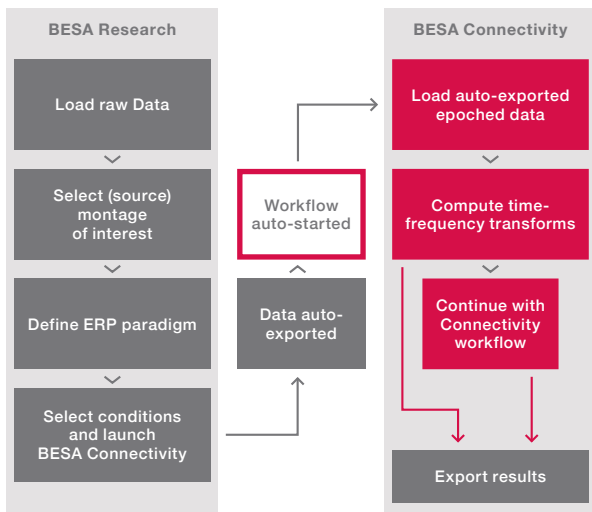 BESA Research
Load raw Data
Select (source)
montage
of interest
Define ERP paradigm
Select conditions
and launch
BESA Connectivity
Workflow
auto-started
Data auto-
exported
BESA Connectivity
Load auto-exported
epoched data
Compute time-
frequency transforms
Continue with
Connectivity
workflow
Export results